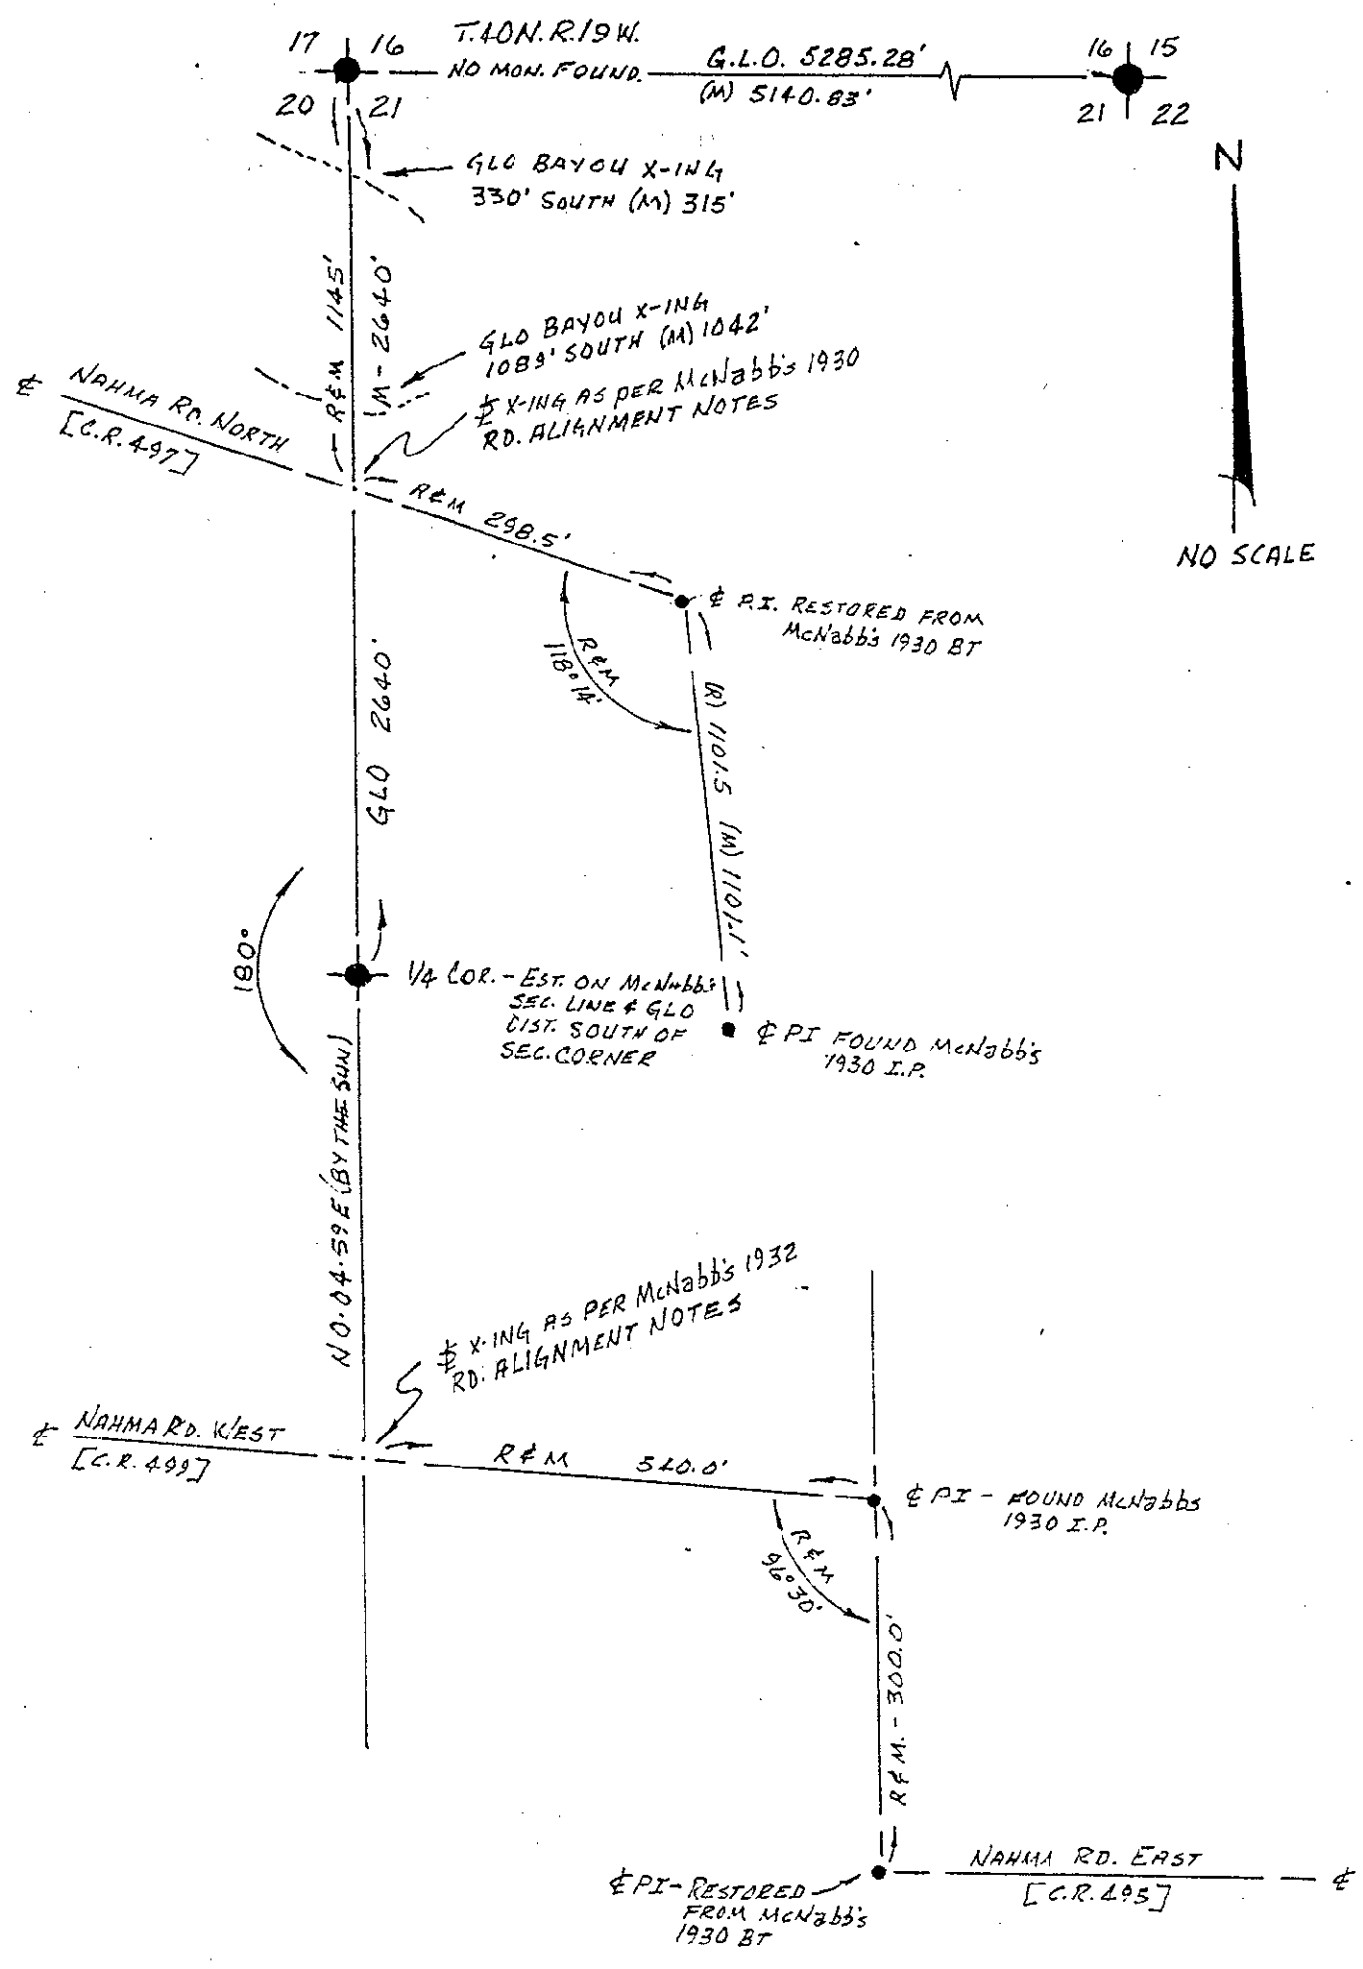 T.40N. R.19W.
17 16
NO MON. FOUND.
G.L.O. 5285.28'
(M) 5140.83'
16 15
20 21
21 22
GLO BAYOU X-ING
330' SOUTH (M) 315'
N
NO SCALE
R&M 1145'
M-2640'
GLO BAYOU X-ING
1089' SOUTH (M) 1042'
℄ X-ING AS PER McNabb's 1930
RD. ALIGNMENT NOTES
℄ NAHMA RD. NORTH
[C.R. 497]
R&M 298.5'
℄ P.I. RESTORED FROM
McNabb's 1930 BT
R&M
118°14'
(R) 1101.5 (M) 1101.1'
GLO 2640'
180°
1/4 COR. - EST. ON McNabb's
SEC. LINE & GLO
DIST. SOUTH OF
SEC. CORNER
℄ PI FOUND McNabb's
1930 I.P.
N0·04·59E (BY THE SUN)
℄ X-ING AS PER McNabb's 1932
RD. ALIGNMENT NOTES
℄ NAHMA RD. WEST
[C.R. 499]
R&M 540.0'
℄ PI - FOUND McNabbs
1930 I.P.
R&M
96°30'
R&M. - 300.0'
℄ PI - RESTORED
FROM McNabb's
1930 BT
NAHMA RD. EAST ℄
[C.R. 495]